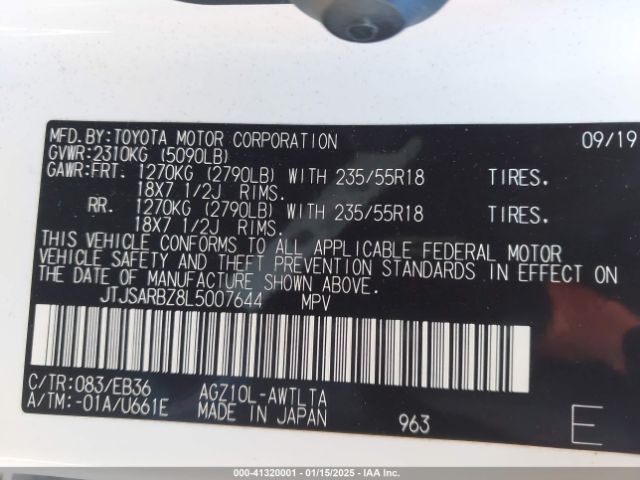 MFD.BY:TOYOTA MOTOR CORPORATION 09/19
GVWR:2310KG (5090LB)
GAWR:FRT. 1270KG (2790LB) WITH 235/55R18 TIRES.
18X7 1/2J RIMS.
RR. 1270KG (2790LB) WITH 235/55R18 TIRES.
18X7 1/2J RIMS.
THIS VEHICLE CONFORMS TO ALL APPLICABLE FEDERAL MOTOR
VEHICLE SAFETY AND THEFT PREVENTION STANDARDS IN EFFECT ON
THE DATE OF MANUFACTURE SHOWN ABOVE.
JTJSARBZ8L5007644 MPV
C/TR:083/EB36 AGZ10L-AWTLTA
A/TM:-01A/U661E MADE IN JAPAN 963 E
000-41320001 — 01/15/2025 — IAA Inc.